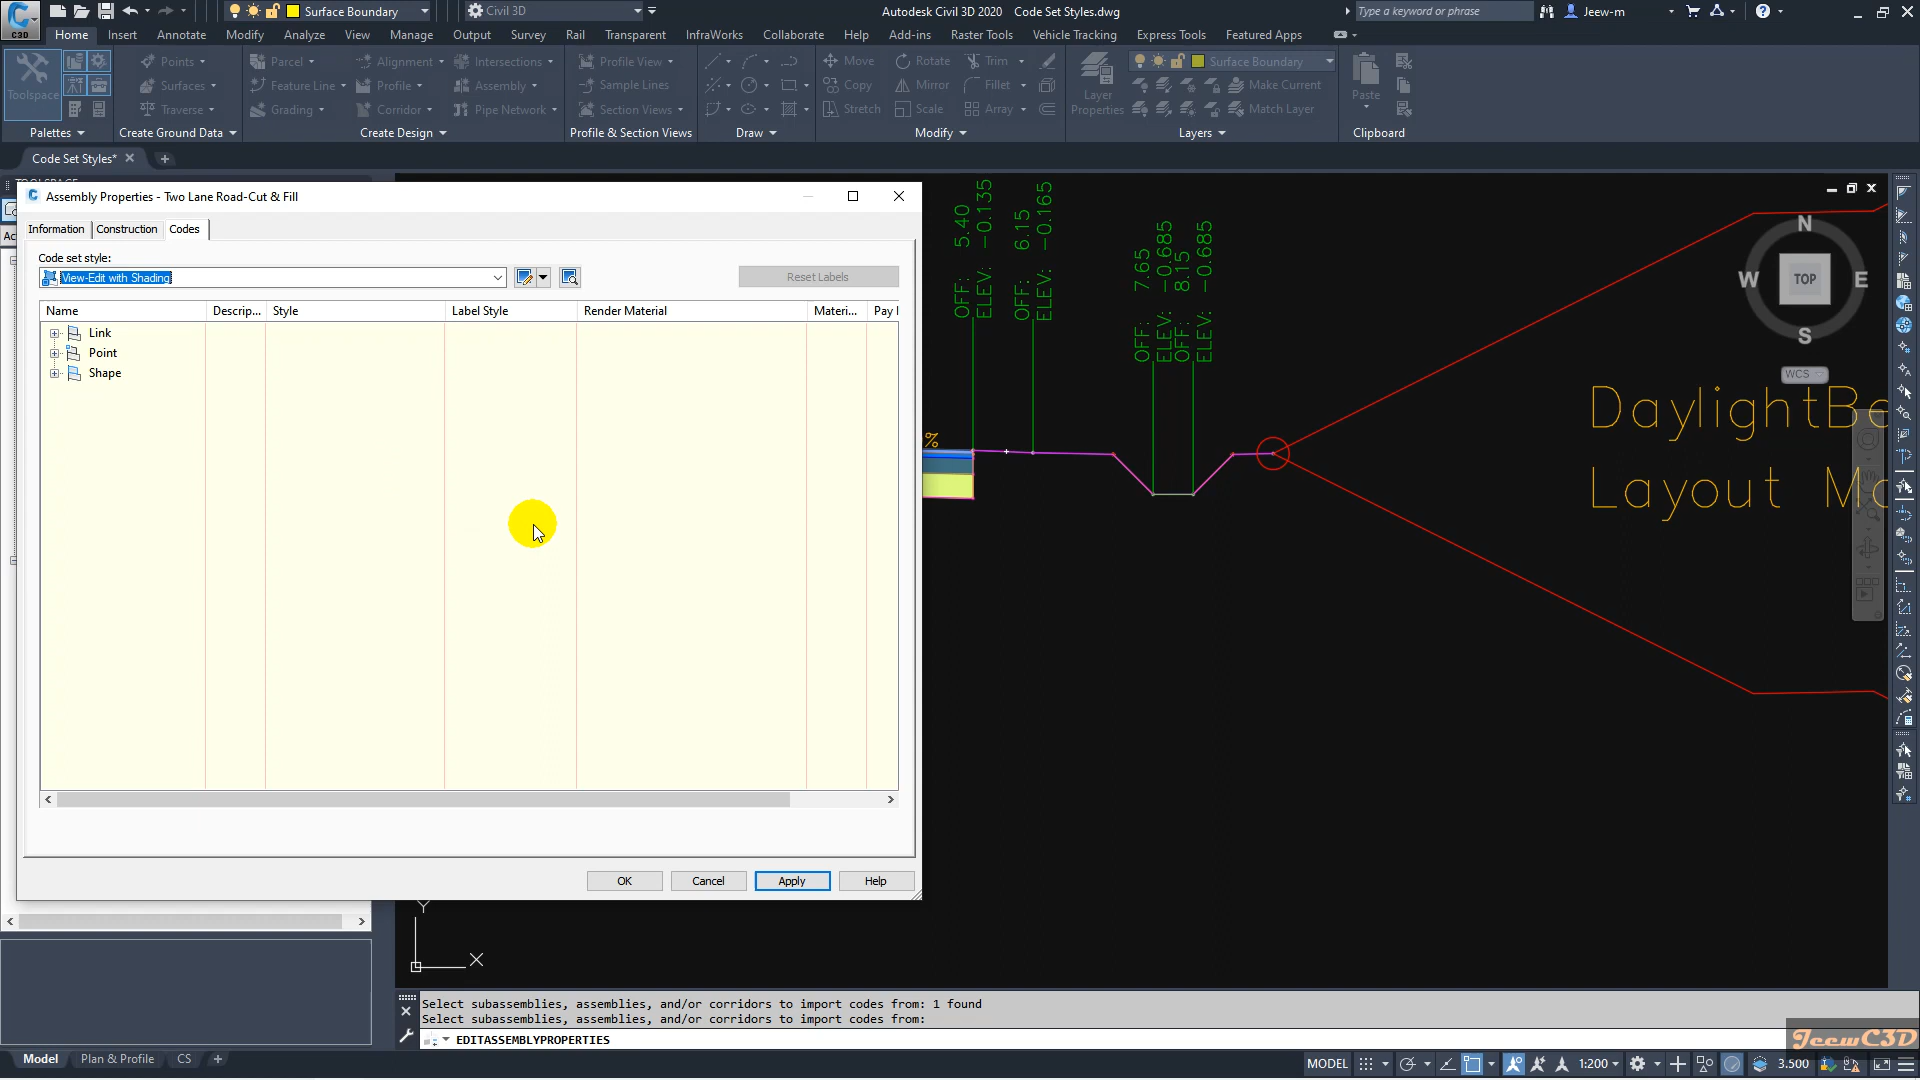 Surface Boundary
Civil 3D
Autodesk Civil 3D 2020 Code Set Styles.dwg
Type a keyword or phrase
Jeew-m
C3D
Home Insert Annotate Modify Analyze View Manage Output Survey Rail Transparent InfraWorks Collaborate Help Add-ins Raster Tools Vehicle Tracking Express Tools Featured Apps
Toolspace
Points
Surfaces
Traverse
Parcel
Feature Line
Grading
Alignment
Profile
Corridor
Intersections
Assembly
Pipe Network
Profile View
Sample Lines
Section Views
Move
Copy
Stretch
Rotate
Mirror
Scale
Trim
Fillet
Array
Layer
Properties
Surface Boundary
Make Current
Match Layer
Paste
Palettes
Create Ground Data
Create Design
Profile & Section Views
Draw
Modify
Layers
Clipboard
Code Set Styles*
Assembly Properties - Two Lane Road-Cut & Fill
Information Construction Codes
Code set style:
View-Edit with Shading
Reset Labels
Name Descrip... Style Label Style Render Material Materi... Pay
Link
Point
Shape
OK Cancel Apply Help
OFF: 5.40
ELEV: -0.135
OFF: 6.15
ELEV: -0.165
OFF: 7.65
ELEV: -0.685
OFF: 8.15
ELEV: -0.685
%
N
W TOP E
S
WCS
DaylightBe
Layout Mo
Y
X
Select subassemblies, assemblies, and/or corridors to import codes from: 1 found
Select subassemblies, assemblies, and/or corridors to import codes from:
EDITASSEMBLYPROPERTIES
JeewC3D
Model Plan & Profile CS
MODEL 1:200 3.500